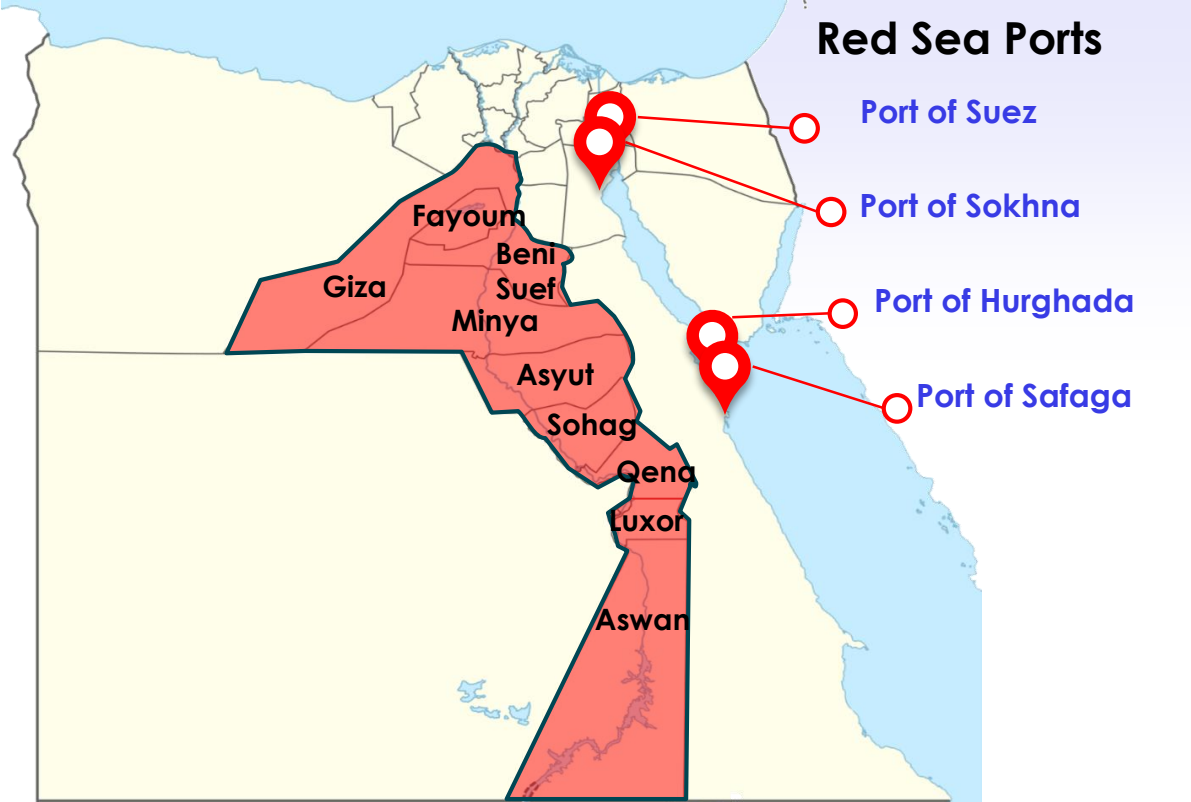 Red Sea Ports
Port of Suez
Port of Sokhna
Fayoum
Beni
Suef
Giza
Port of Hurghada
Minya
Asyut
Port of Safaga
Sohag
Qena
Luxor
Aswan